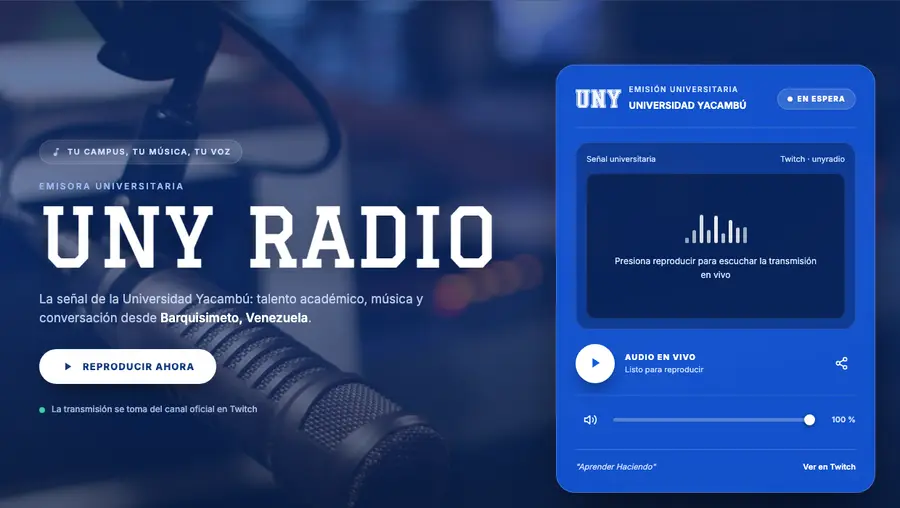 TU CAMPUS, TU MÚSICA, TU VOZ
EMISORA UNIVERSITARIA
UNY RADIO
La señal de la Universidad Yacambú: talento académico, música y
conversación desde Barquisimeto, Venezuela.
REPRODUCIR AHORA
La transmisión se toma del canal oficial en Twitch
UNY
EMISIÓN UNIVERSITARIA
UNIVERSIDAD YACAMBÚ
EN ESPERA
Señal universitaria
Twitch · unyradio
Presiona reproducir para escuchar la transmisión
en vivo
AUDIO EN VIVO
Listo para reproducir
100 %
"Aprender Haciendo"
Ver en Twitch